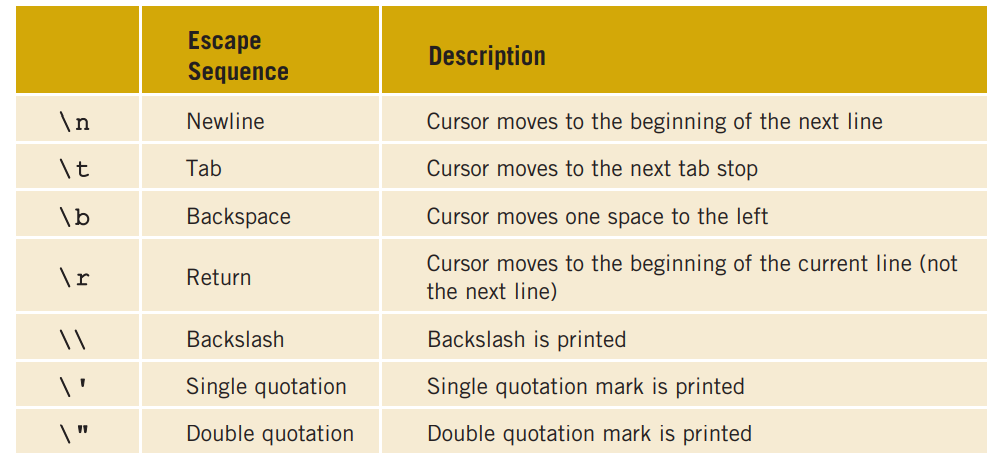 Escape Sequence Description
\n Newline Cursor moves to the beginning of the next line
\t Tab Cursor moves to the next tab stop
\b Backspace Cursor moves one space to the left
\r Return Cursor moves to the beginning of the current line (not the next line)
\\ Backslash Backslash is printed
\' Single quotation Single quotation mark is printed
\" Double quotation Double quotation mark is printed